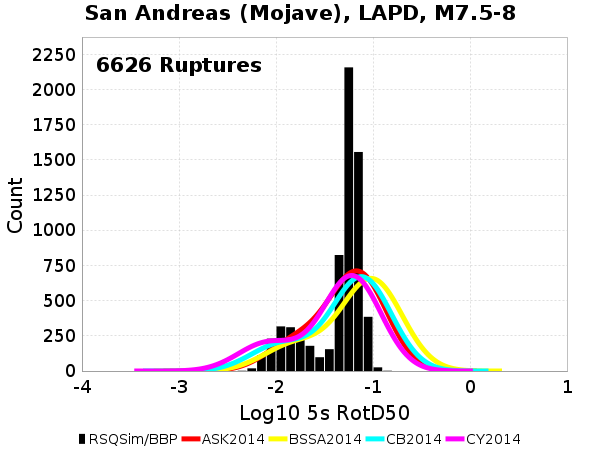 San Andreas (Mojave), LAPD, M7.5-8
6626 Ruptures
Count
2250
2000
1750
1500
1250
1000
750
500
250
0
-4 -3 -2 -1 0 1
Log10 5s RotD50
RSQSim/BBP ASK2014 BSSA2014 CB2014 CY2014